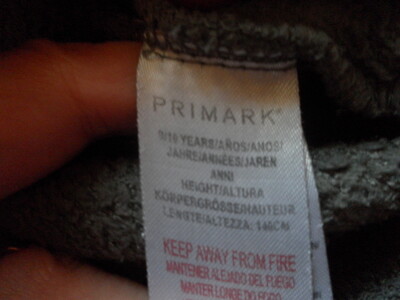 PRIMARK®
9/10 YEARS/AÑOS/ANOS/
JAHRE/ANNÉES/JAREN
ANNI
HEIGHT/ALTURA
KÖRPERGRÖSSE/HAUTEUR
LENGTE/ALTEZZA: 140CM
KEEP AWAY FROM FIRE
MANTENER ALEJADO DEL FUEGO
MANTER LONGE DO FOGO